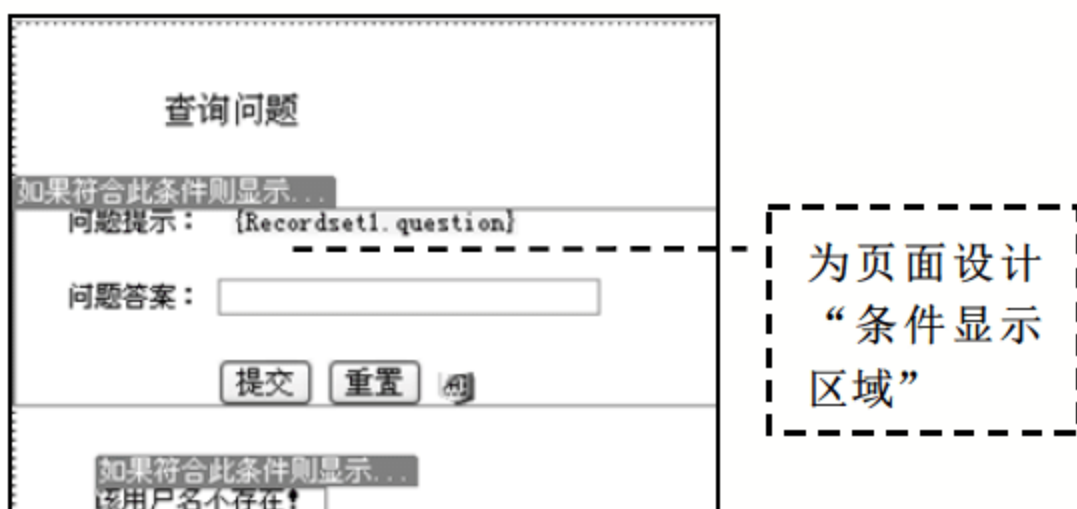 查询问题
如果符合此条件则显示...
问题提示： {Recordset1.question}
问题答案：
提交 重置
如果符合此条件则显示...
该用户名不存在！
为页面设计
“条件显示
区域”